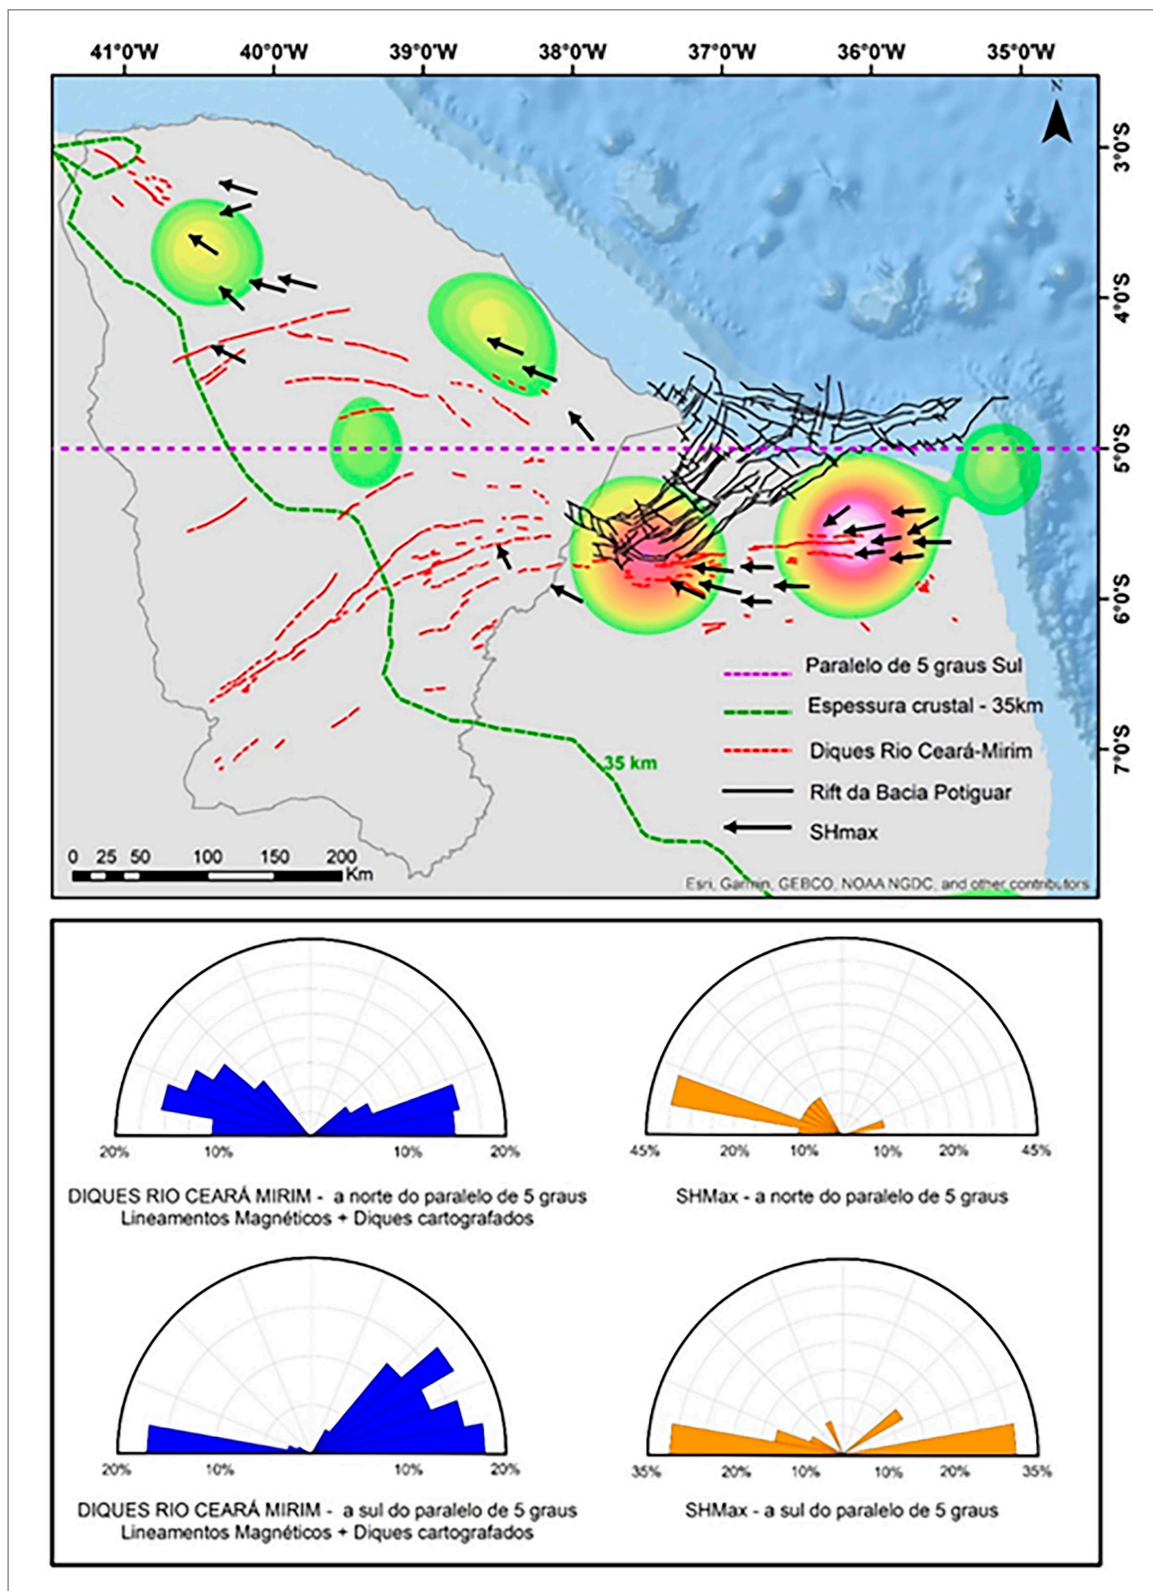 41°0'W 40°0'W 39°0'W 38°0'W 37°0'W 36°0'W 35°0'W
N
3°0'S
4°0'S
5°0'S
6°0'S
7°0'S
Paralelo de 5 graus Sul
Espessura crustal - 35km
Diques Rio Ceará-Mirim
35 km
Rift da Bacia Potiguar
SHmax
0 25 50 100 150 200
Km
Esri, Garmin, GEBCO, NOAA NGDC, and other contributors
20% 10% 10% 20%
45% 20% 10% 10% 20% 45%
DIQUES RIO CEARÁ MIRIM - a norte do paralelo de 5 graus
Lineamentos Magnéticos + Diques cartografados
SHMax - a norte do paralelo de 5 graus
20% 10% 10% 20%
35% 20% 10% 10% 20% 35%
DIQUES RIO CEARÁ MIRIM - a sul do paralelo de 5 graus
Lineamentos Magnéticos + Diques cartografados
SHMax - a sul do paralelo de 5 graus